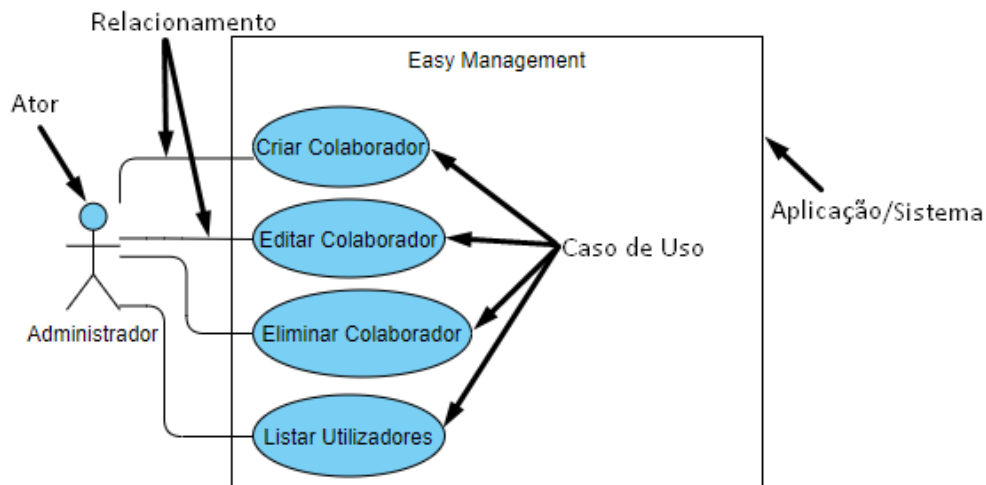 Relacionamento
Easy Management
Ator
Criar Colaborador
Aplicação/Sistema
Editar Colaborador
Caso de Uso
Administrador
Eliminar Colaborador
Listar Utilizadores